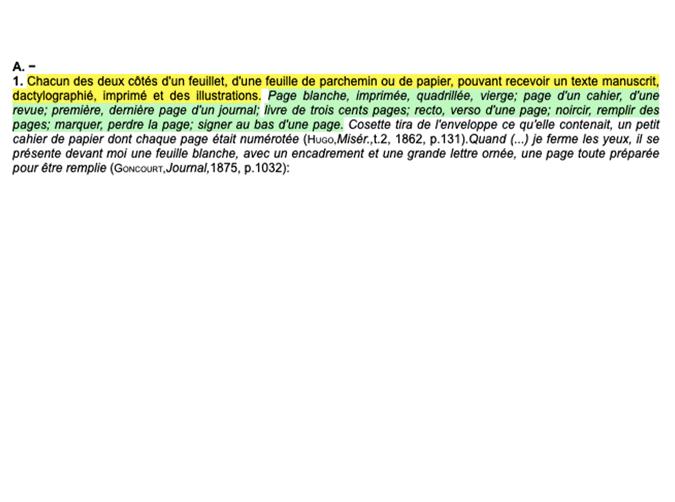 A. –
1. Chacun des deux côtés d'un feuillet, d'une feuille de parchemin ou de papier, pouvant recevoir un texte manuscrit,
dactylographié, imprimé et des illustrations. Page blanche, imprimée, quadrillée, vierge; page d'un cahier, d'une
revue; première, dernière page d'un journal; livre de trois cents pages; recto, verso d'une page; noircir, remplir des
pages; marquer, perdre la page; signer au bas d'une page. Cosette tira de l'enveloppe ce qu'elle contenait, un petit
cahier de papier dont chaque page était numérotée (Hugo,Misér.,t.2, 1862, p.131).Quand (...) je ferme les yeux, il se
présente devant moi une feuille blanche, avec un encadrement et une grande lettre ornée, une page toute préparée
pour être remplie (Goncourt,Journal,1875, p.1032):